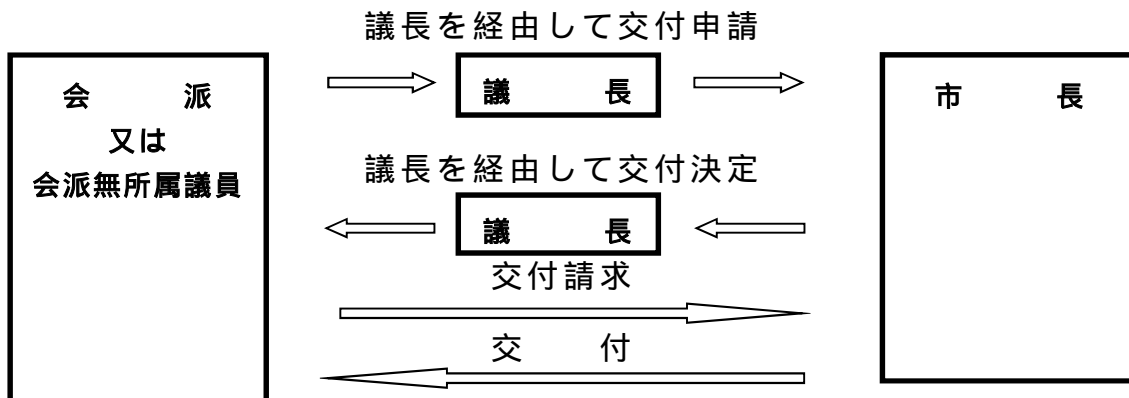 議長を経由して交付申請
会　　　派
又は
会派無所属議員
議　　　長
市　　　長
議長を経由して交付決定
議　　　長
交付請求
交　　付